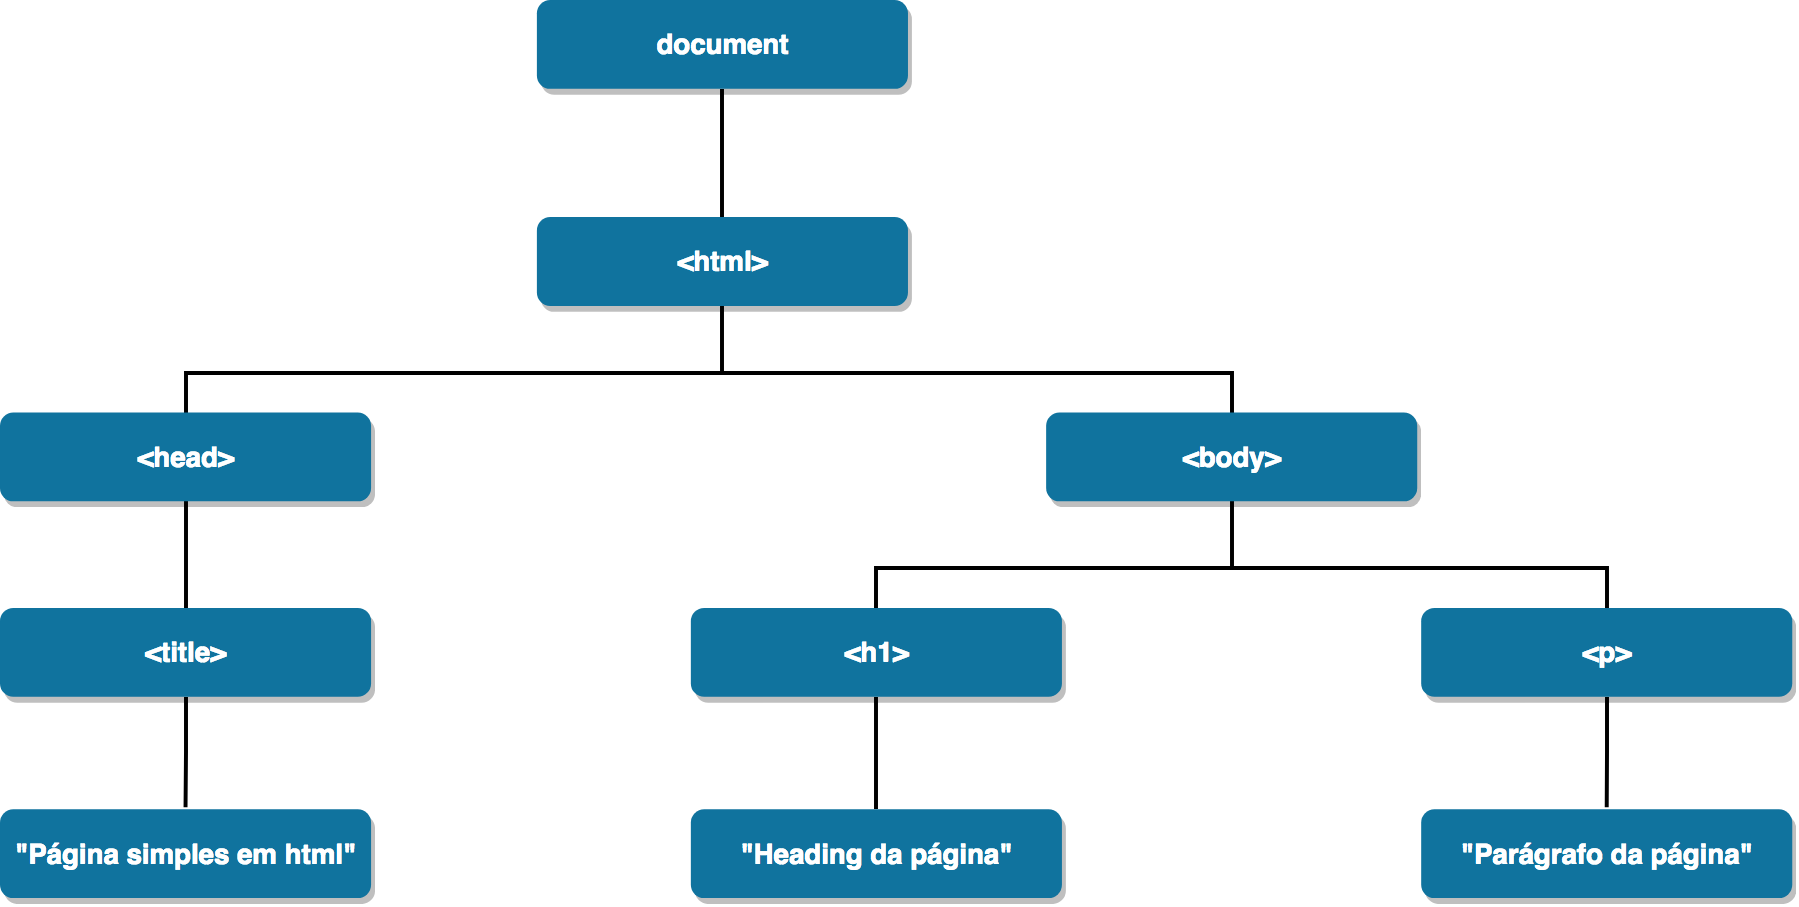 document
<html>
<head>
<body>
<title>
<h1>
<p>
"Página simples em html"
"Heading da página"
"Parágrafo da página"